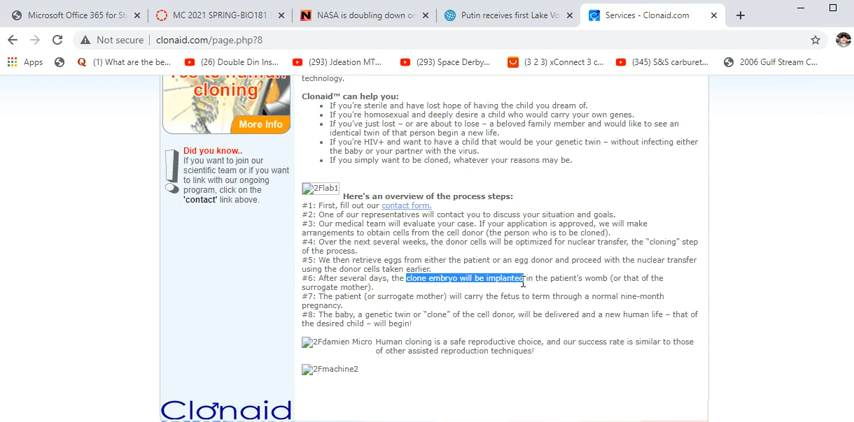 Microsoft Office 365 for St
MC 2021 SPRING-BIO181
NASA is doubling down on
Putin receives first Lake Vo
Services - Clonaid.com
Not secure | clonaid.com/page.php?8
Apps
(1) What are the be...
(26) Double Din Ins...
(293) Ideation MT...
(293) Space Derby...
(3 2 3) xConnect 3 c...
(345) S&S carburet...
2006 Gulf Stream C...
Yes to human
cloning
More Info
Did you know..
If you want to join our
scientific team or if you want
to link with our ongoing
program, click on the
'contact' link above.
technology.
Clonaid™ can help you:
If you're sterile and have lost hope of having the child you dream of.
If you're homosexual and deeply desire a child who would carry your own genes.
If you've just lost – or are about to lose – a beloved family member and would like to see an
identical twin of that person begin a new life.
If you're HIV+ and want to have a child that would be your genetic twin – without infecting either
the baby or your partner with the virus.
If you simply want to be cloned, whatever your reasons may be.
2Flab1
Here's an overview of the process steps:
#1: First, fill out our contact form.
#2: One of our representatives will contact you to discuss your situation and goals.
#3: Our medical team will evaluate your case. If your application is approved, we will make
arrangements to obtain cells from the cell donor (the person who is to be cloned).
#4: Over the next several weeks, the donor cells will be optimized for nuclear transfer, the “cloning” step
of the process.
#5: We then retrieve eggs from either the patient or an egg donor and proceed with the nuclear transfer
using the donor cells taken earlier.
#6: After several days, the clone embryo will be implanted in the patient's womb (or that of the
surrogate mother).
#7: The patient (or surrogate mother) will carry the fetus to term through a normal nine-month
pregnancy.
#8: The baby, a genetic twin or “clone” of the cell donor, will be delivered and a new human life – that of
the desired child – will begin!
2Fdamien Micro Human cloning is a safe reproductive choice, and our success rate is similar to those
of other assisted reproduction techniques!
2Fmachine2
Clonaid